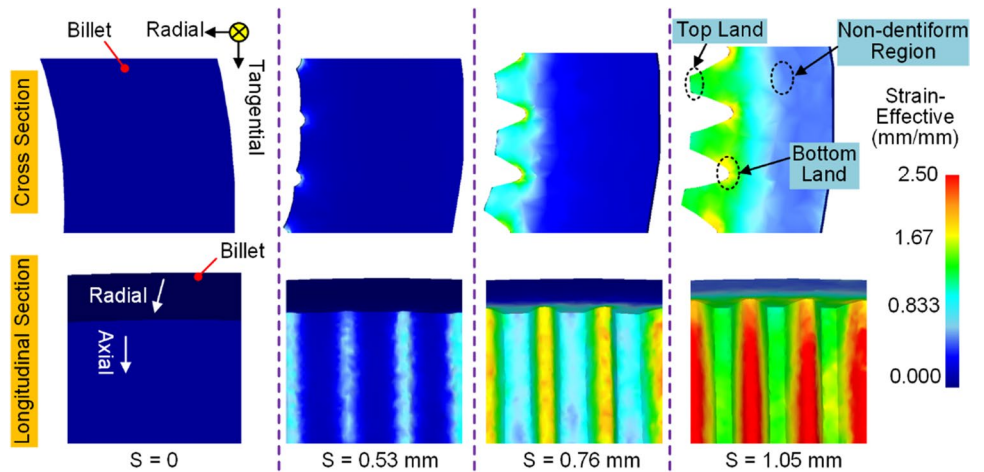 Billet
Radial
Tangential
Cross Section
Top Land
Non-dentiform
Region
Bottom
Land
Strain-
Effective
(mm/mm)
2.50
1.67
0.833
0.000
Billet
Radial
Axial
Longitudinal Section
S = 0
S = 0.53 mm
S = 0.76 mm
S = 1.05 mm